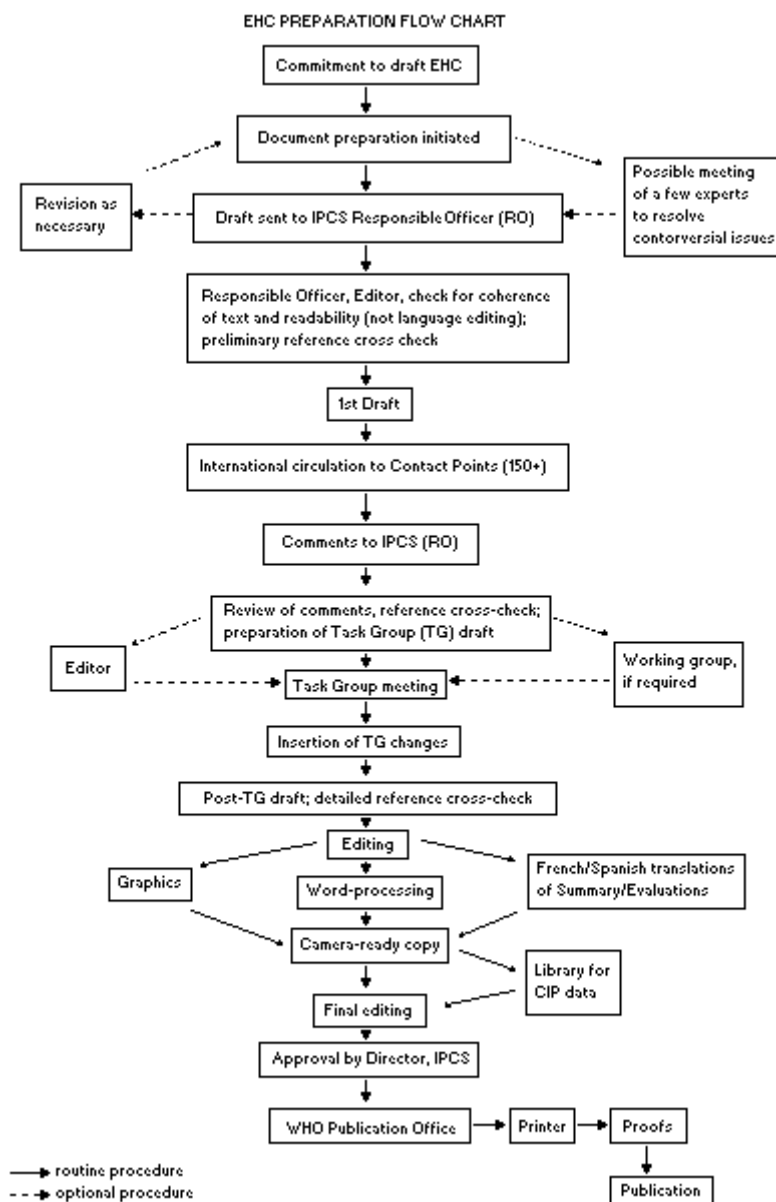 EHC PREPARATION FLOW CHART
Commitment to draft EHC
Document preparation initiated
Revision as
necessary
Draft sent to IPCS Responsible Officer (RO)
Possible meeting
of a few experts
to resolve
contorversial issues
Responsible Officer, Editor, check for coherence
of text and readability (not language editing);
preliminary reference cross check
1st Draft
International circulation to Contact Points (150+)
Comments to IPCS (RO)
Review of comments, reference cross-check;
preparation of Task Group (TG) draft
Editor
Working group,
if required
Task Group meeting
Insertion of TG changes
Post-TG draft; detailed reference cross-check
Editing
Graphics
Word-processing
French/Spanish translations
of Summary/Evaluations
Camera-ready copy
Library for
CIP data
Final editing
Approval by Director, IPCS
WHO Publication Office
Printer
Proofs
Publication
routine procedure
optional procedure